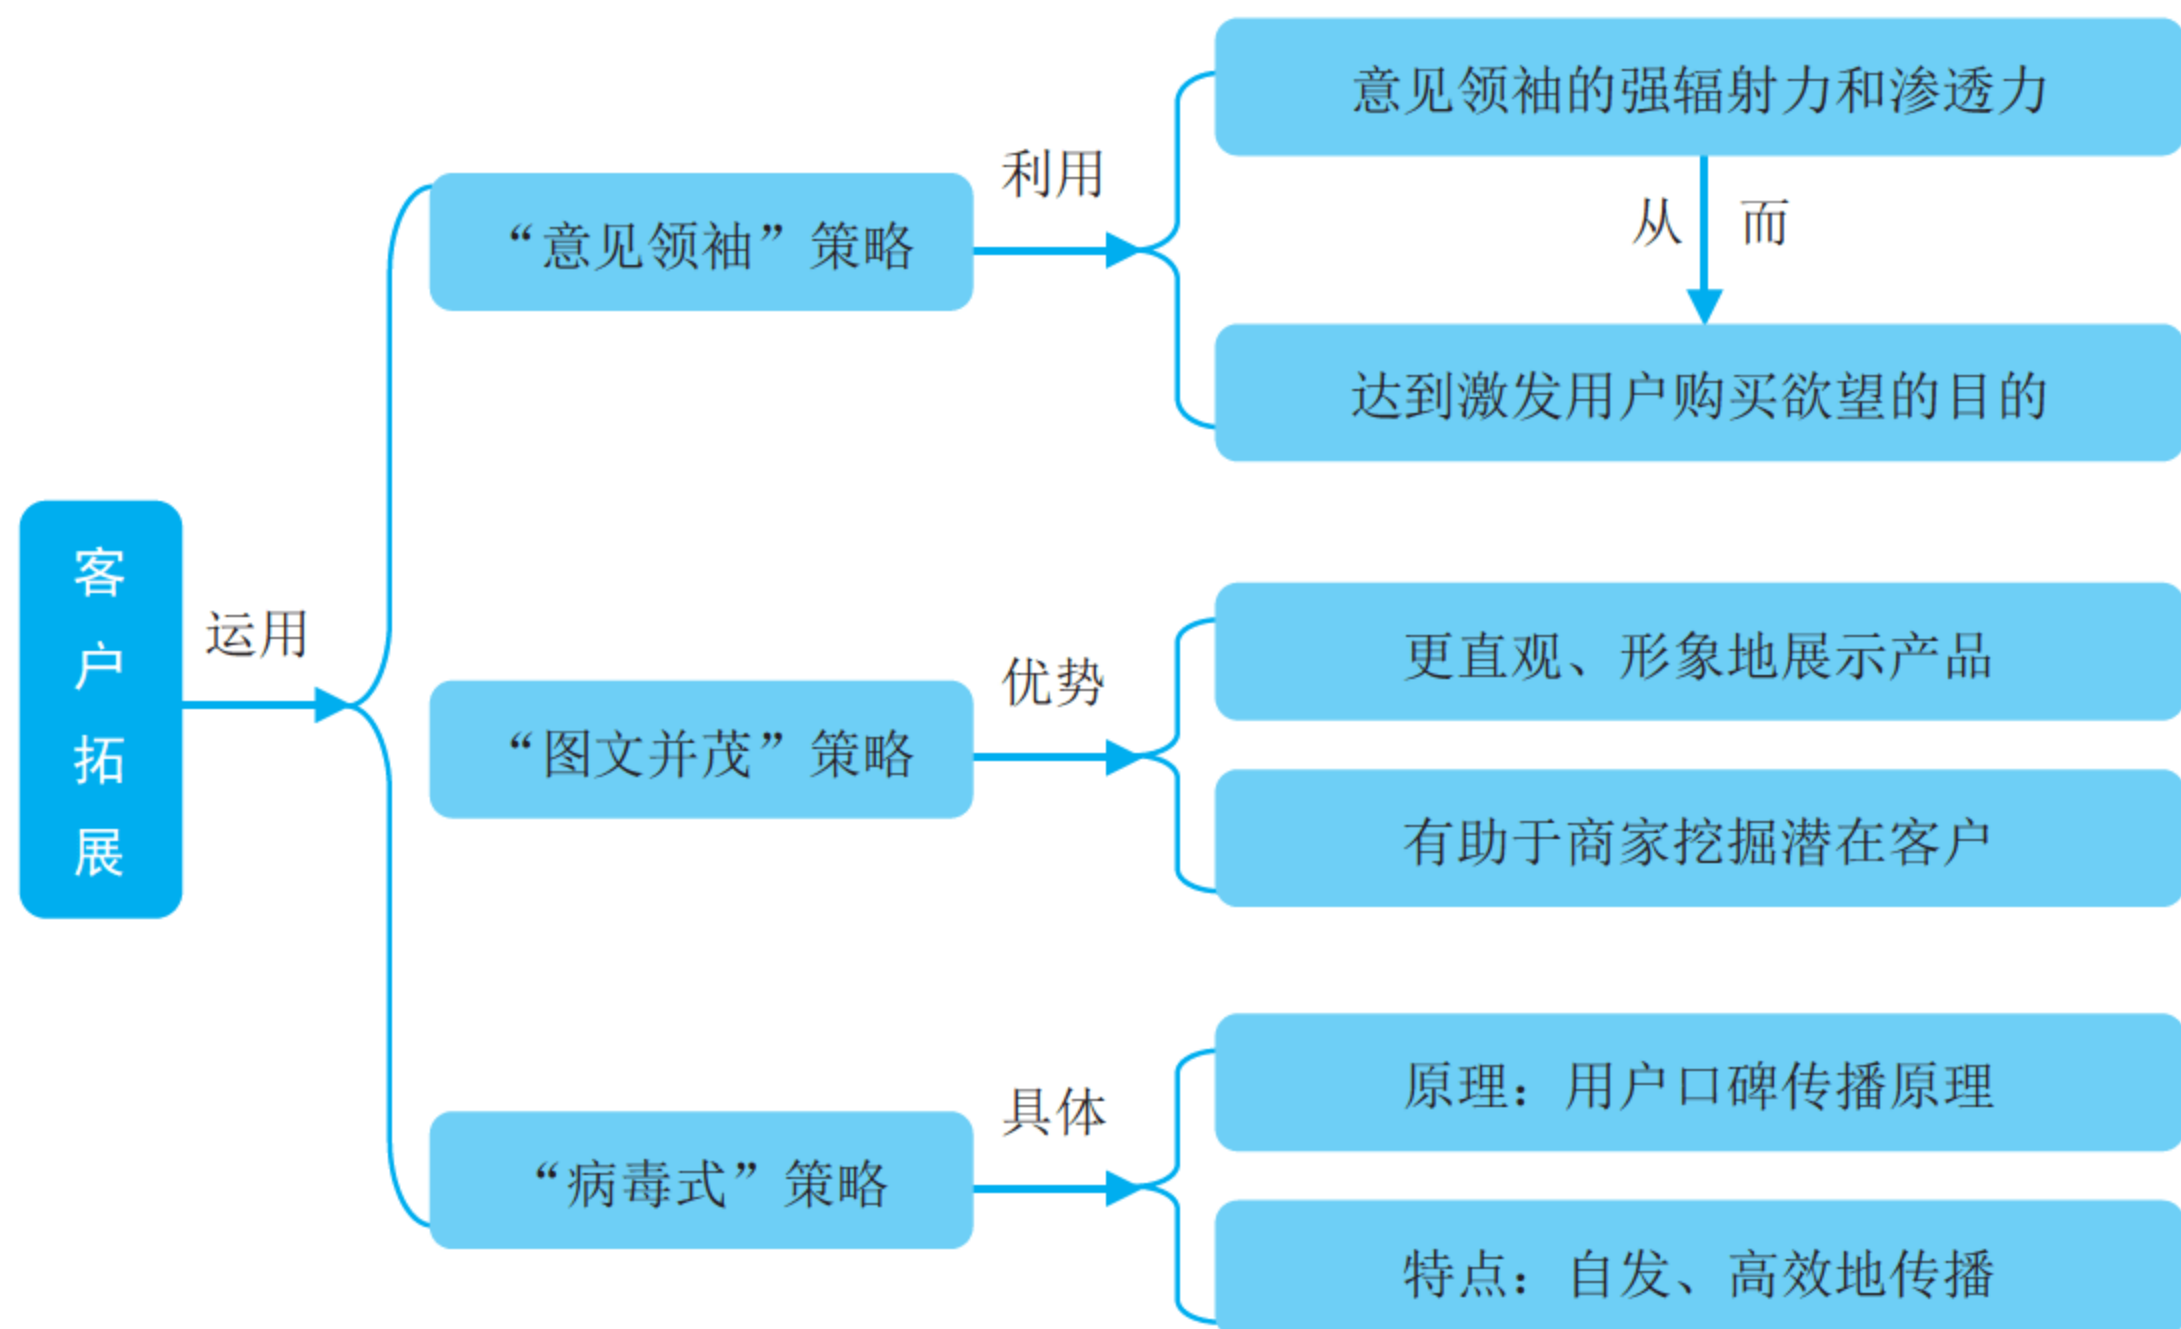 客户拓展
运用
“意见领袖”策略
利用
意见领袖的强辐射力和渗透力
从 而
达到激发用户购买欲望的目的
“图文并茂”策略
优势
更直观、形象地展示产品
有助于商家挖掘潜在客户
“病毒式”策略
具体
原理：用户口碑传播原理
特点：自发、高效地传播